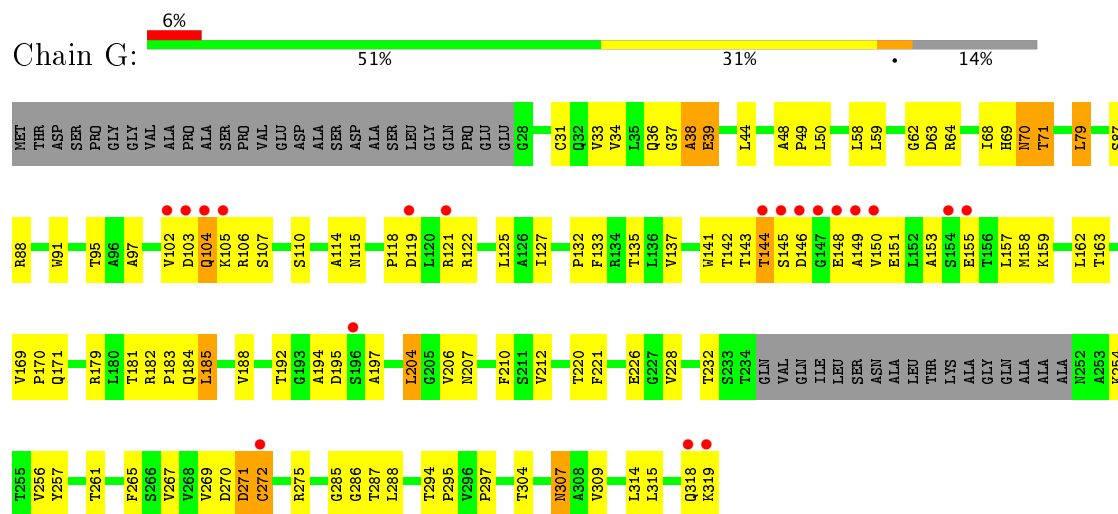 6%
Chain G:
51% 31% • 14%
MET THR ASP SER PRO GLY GLY VAL ALA PRO ALA SER PRO VAL GLU ASP ALA SER ASP ALA SER LEU GLY GLN PRO GLU GLU G28 C31 Q32 V33 V34 L35 Q36 G37 A38 E39 L44 A48 P49 L50 L58 L59 G62 D63 R64 I68 H69 N70 T71 L79 S87
R88 W91 T95 A96 A97 V102 D103 Q104 K105 R106 S107 S110 A114 N115 P118 D119 L120 R121 R122 L125 A126 I127 P132 F133 R134 T135 L136 V137 W141 T142 T143 T144 S145 D146 G147 E148 A149 V150 E151 L152 A153 S154 E155 T156 L157 M158 K159 L162 T163
V169 P170 Q171 R179 L180 T181 R182 P183 Q184 L185 V188 T192 G193 A194 D195 S196 A197 L204 G205 V206 N207 F210 S211 V212 T220 F221 E226 G227 V228 T232 S233 T234 GLN VAL GLN ILE LEU SER ASN ALA LEU THR LYS ALA GLY GLN ALA ALA ALA N252 A253 K254
T255 V256 Y257 T261 F265 S266 V267 V268 V269 D270 D271 C272 R275 G285 G286 T287 L288 T294 P295 V296 P297 T304 N307 A308 V309 L314 L315 Q318 K319